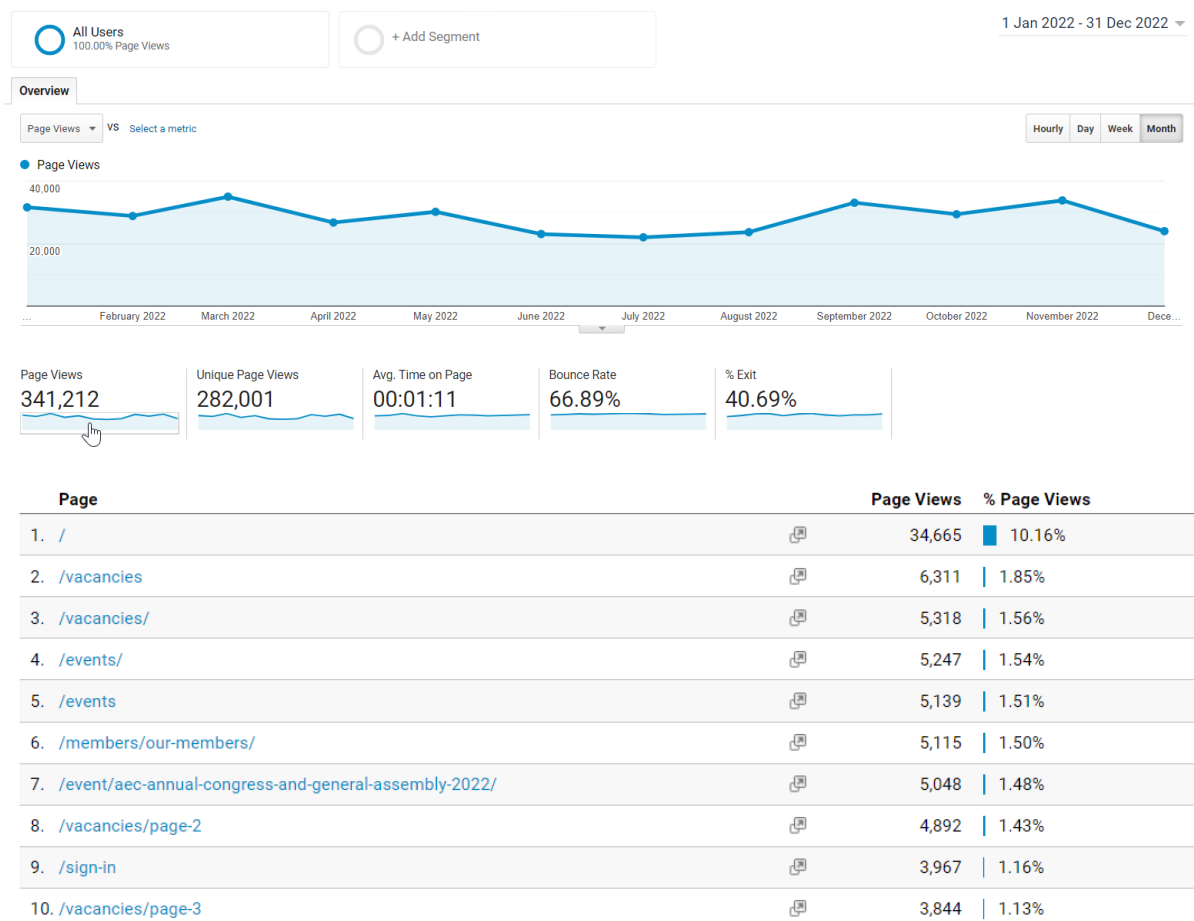 All Users
100.00% Page Views
+ Add Segment
1 Jan 2022 - 31 Dec 2022
Overview
Page Views VS Select a metric
Hourly Day Week Month
Page Views
40,000
20,000
... February 2022 March 2022 April 2022 May 2022 June 2022 July 2022 August 2022 September 2022 October 2022 November 2022 Dece...
Page Views Unique Page Views Avg. Time on Page Bounce Rate % Exit
341,212 282,001 00:01:11 66.89% 40.69%
Page Page Views % Page Views
1. / 34,665 10.16%
2. /vacancies 6,311 1.85%
3. /vacancies/ 5,318 1.56%
4. /events/ 5,247 1.54%
5. /events 5,139 1.51%
6. /members/our-members/ 5,115 1.50%
7. /event/aec-annual-congress-and-general-assembly-2022/ 5,048 1.48%
8. /vacancies/page-2 4,892 1.43%
9. /sign-in 3,967 1.16%
10. /vacancies/page-3 3,844 1.13%